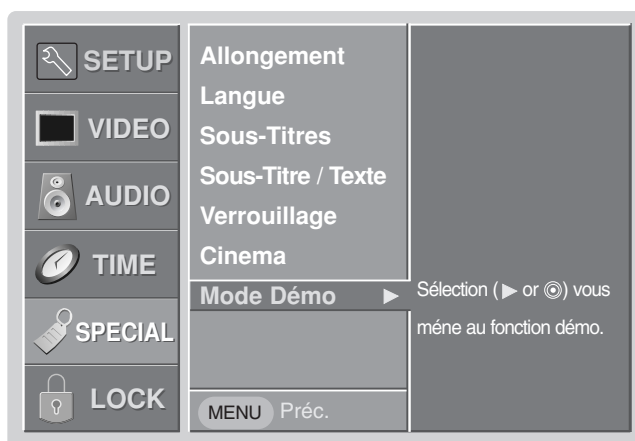 SETUP
VIDEO
AUDIO
TIME
SPECIAL
LOCK
Allongement
Langue
Sous-Titres
Sous-Titre / Texte
Verrouillage
Cinema
Mode Démo ▶
MENU Préc.
Sélection ( ▶ or ◎) vous
méne au fonction démo.